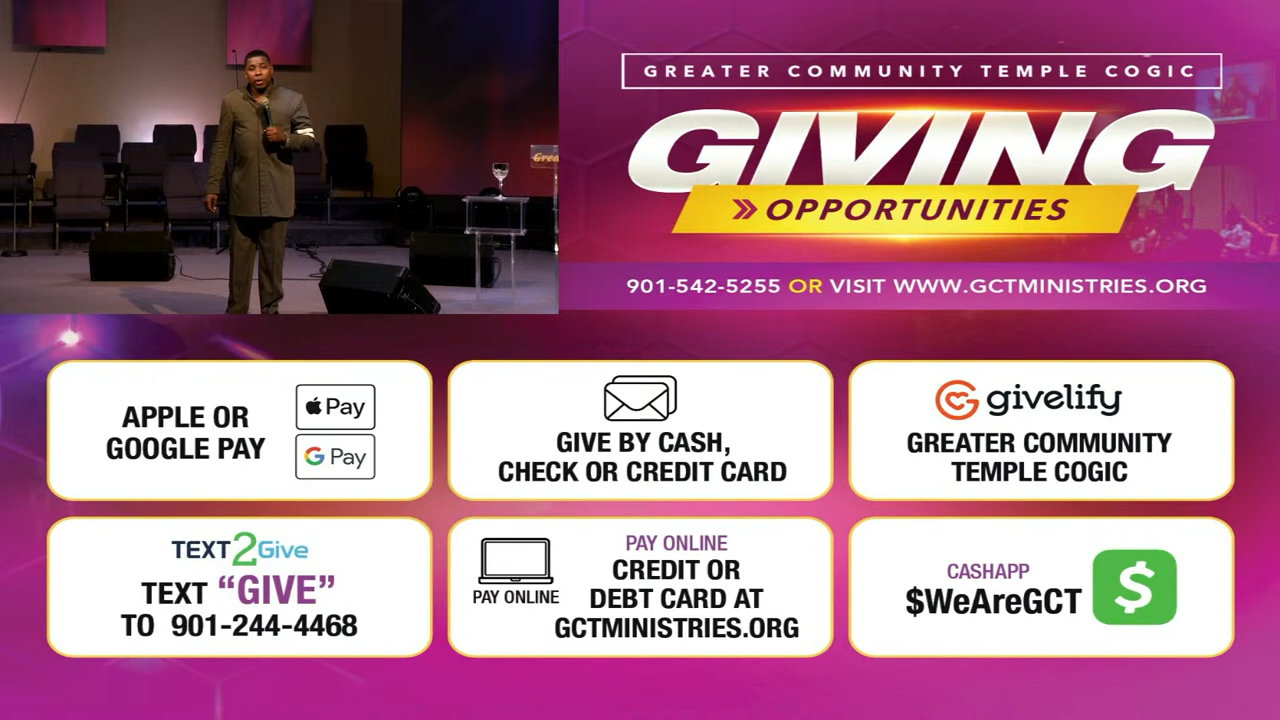 Grea
GREATER COMMUNITY TEMPLE COGIC
GIVING
OPPORTUNITIES
901-542-5255 OR VISIT WWW.GCTMINISTRIES.ORG
APPLE OR
GOOGLE PAY
Pay
G Pay
GIVE BY CASH,
CHECK OR CREDIT CARD
givelify
GREATER COMMUNITY
TEMPLE COGIC
TEXT2Give
TEXT “GIVE”
TO 901-244-4468
PAY ONLINE
PAY ONLINE
CREDIT OR
DEBT CARD AT
GCTMINISTRIES.ORG
CASHAPP
$WeAreGCT
$